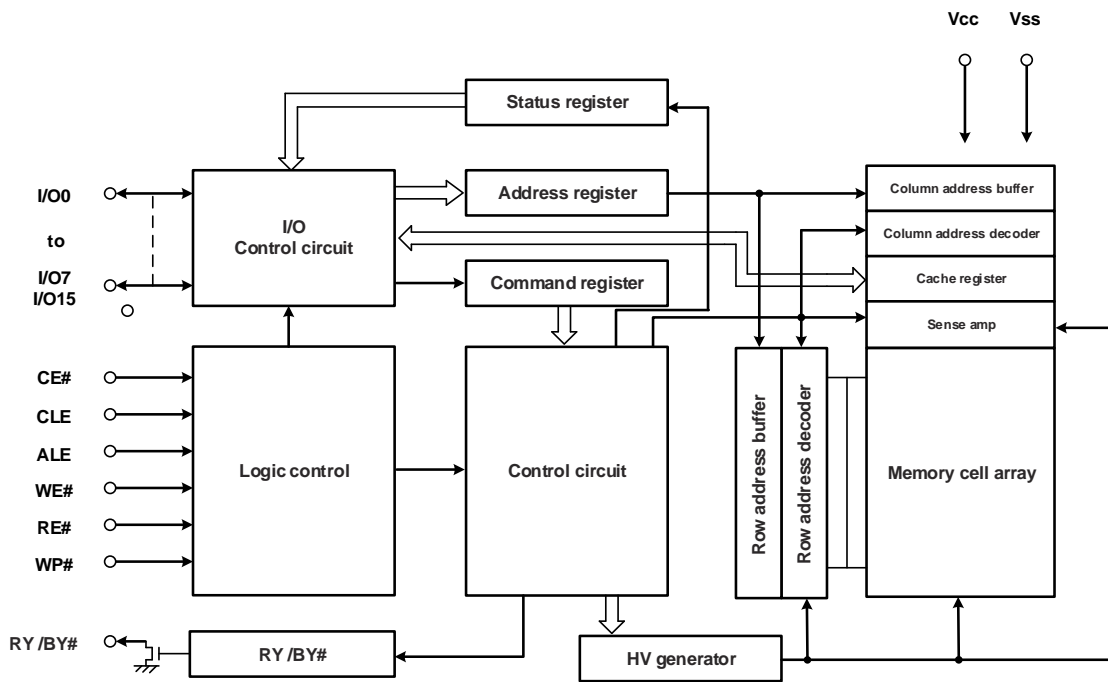 Vcc
Vss
Status register
I/O0
to
I/O7
I/O15
I/O
Control circuit
Address register
Command register
Column address buffer
Column address decoder
Cache register
Sense amp
CE#
CLE
ALE
WE#
RE#
WP#
Logic control
Control circuit
Row address buffer
Row address decoder
Memory cell array
RY /BY#
RY /BY#
HV generator